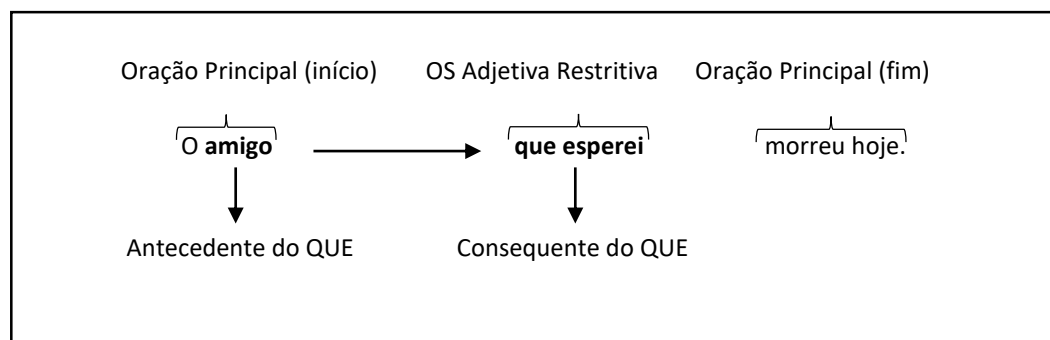 Oração Principal (início) OS Adjetiva Restritiva Oração Principal (fim)
O amigo que esperei morreu hoje.
Antecedente do QUE Consequente do QUE